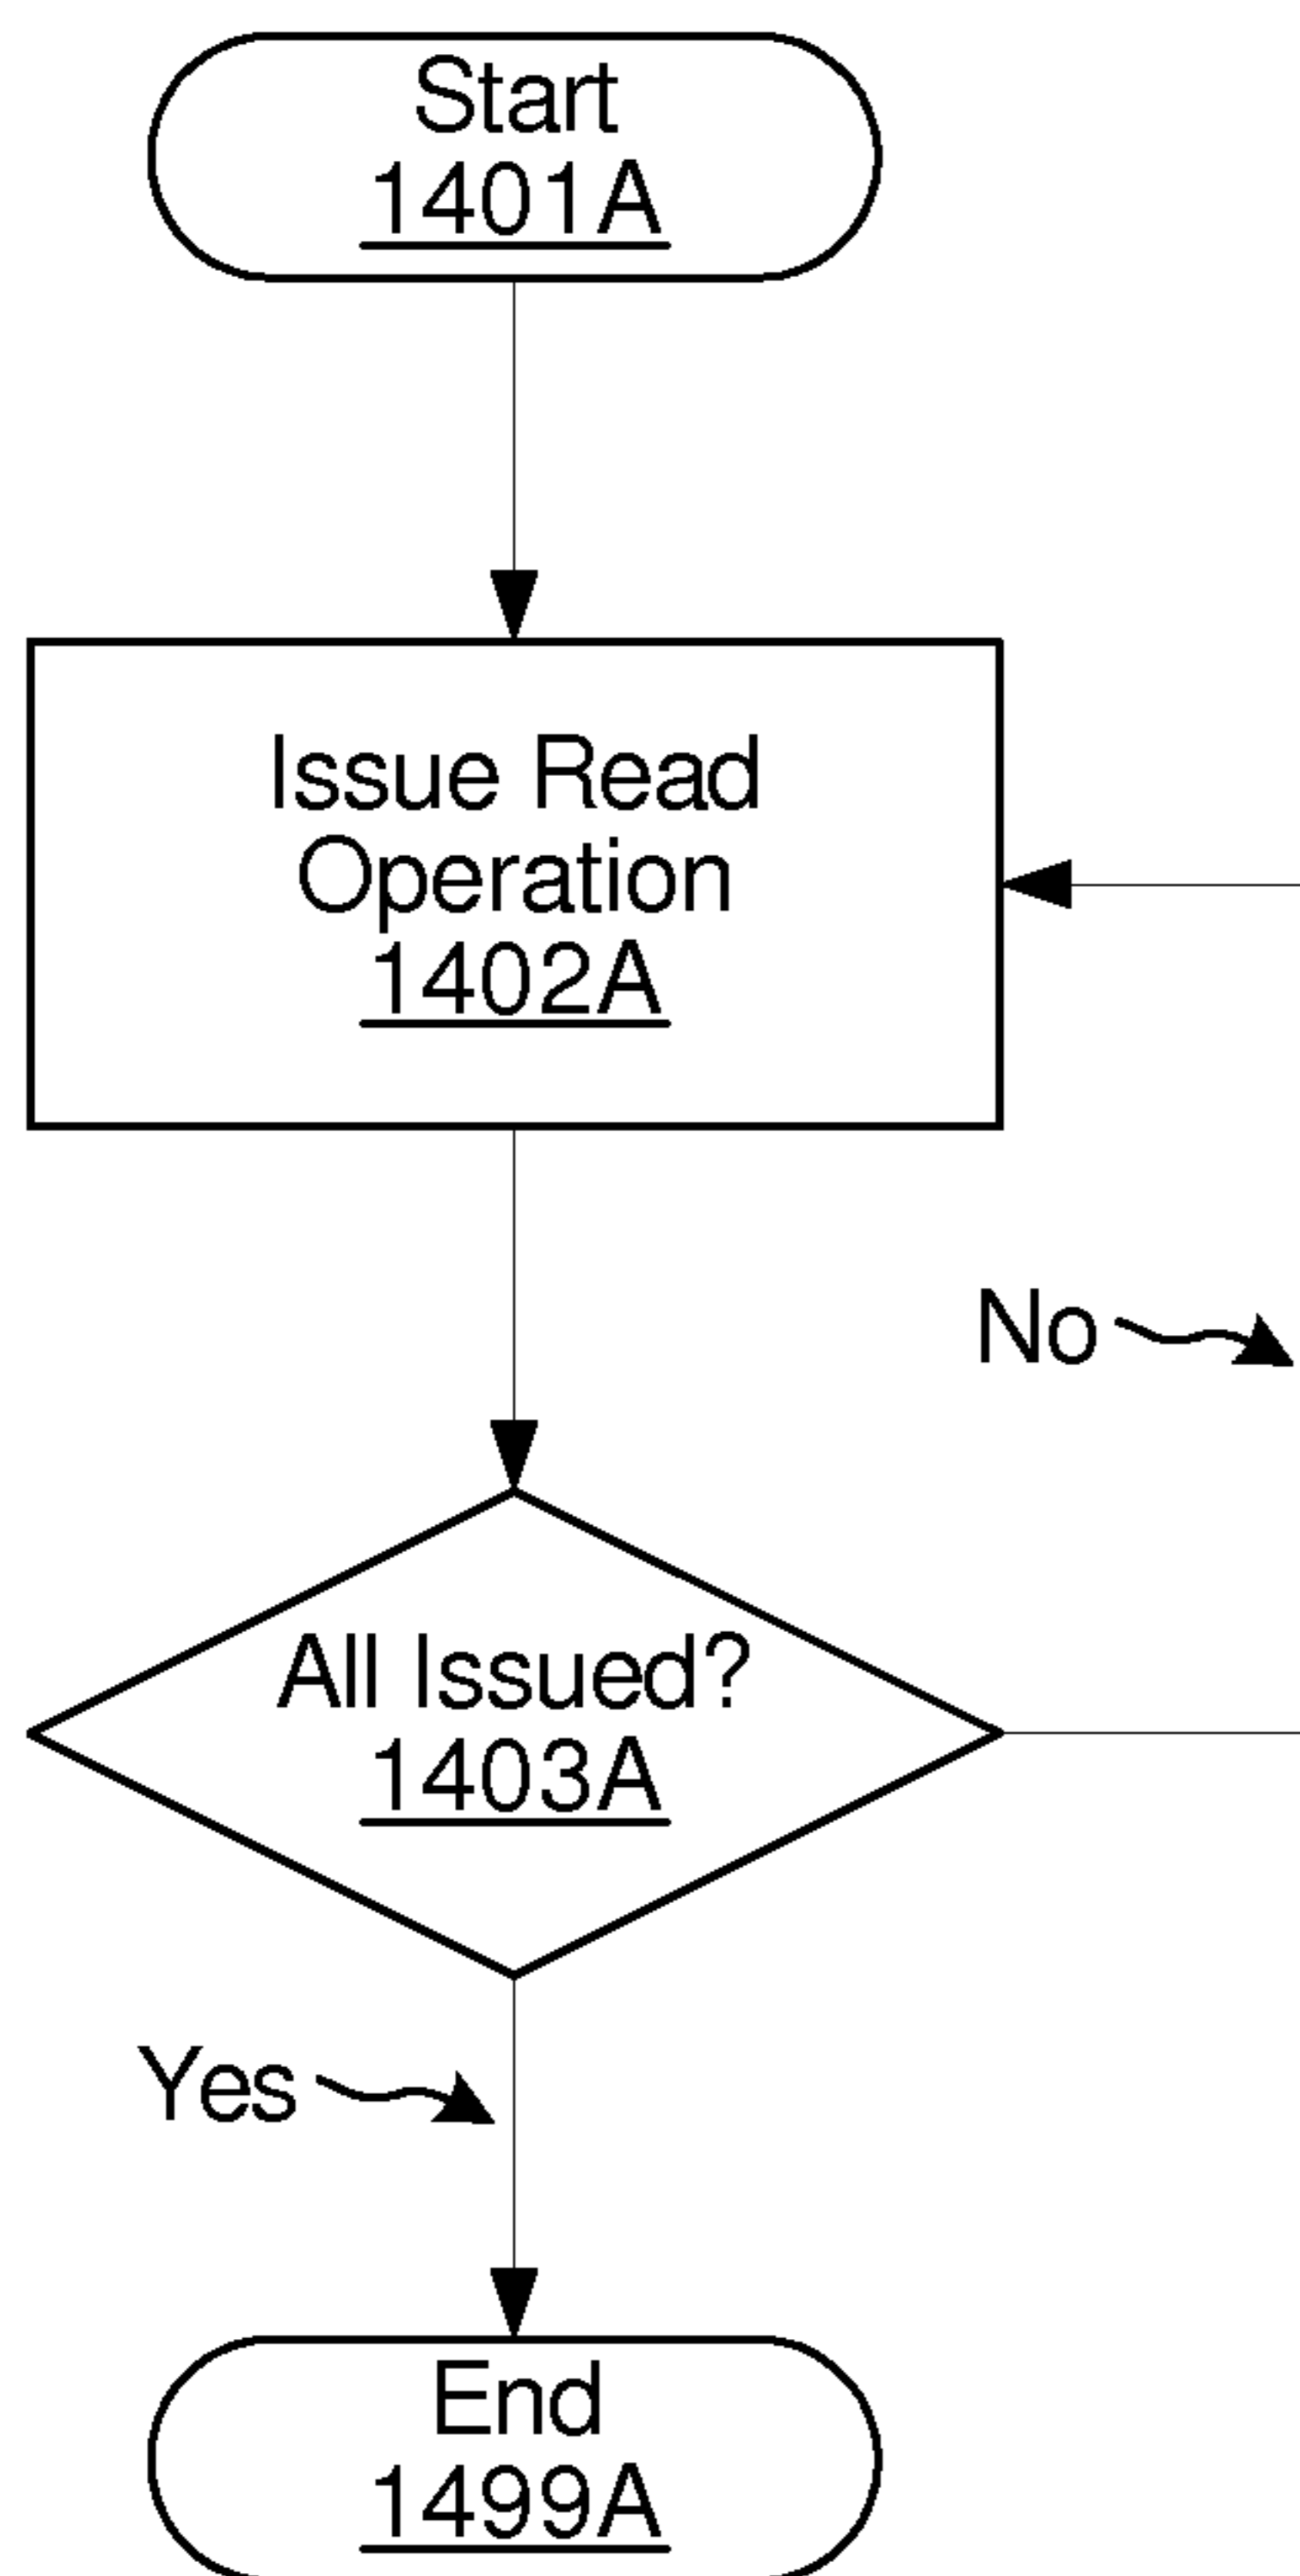 Start
1401A
Issue Read
Operation
1402A
No
All Issued?
1403A
Yes
End
1499A